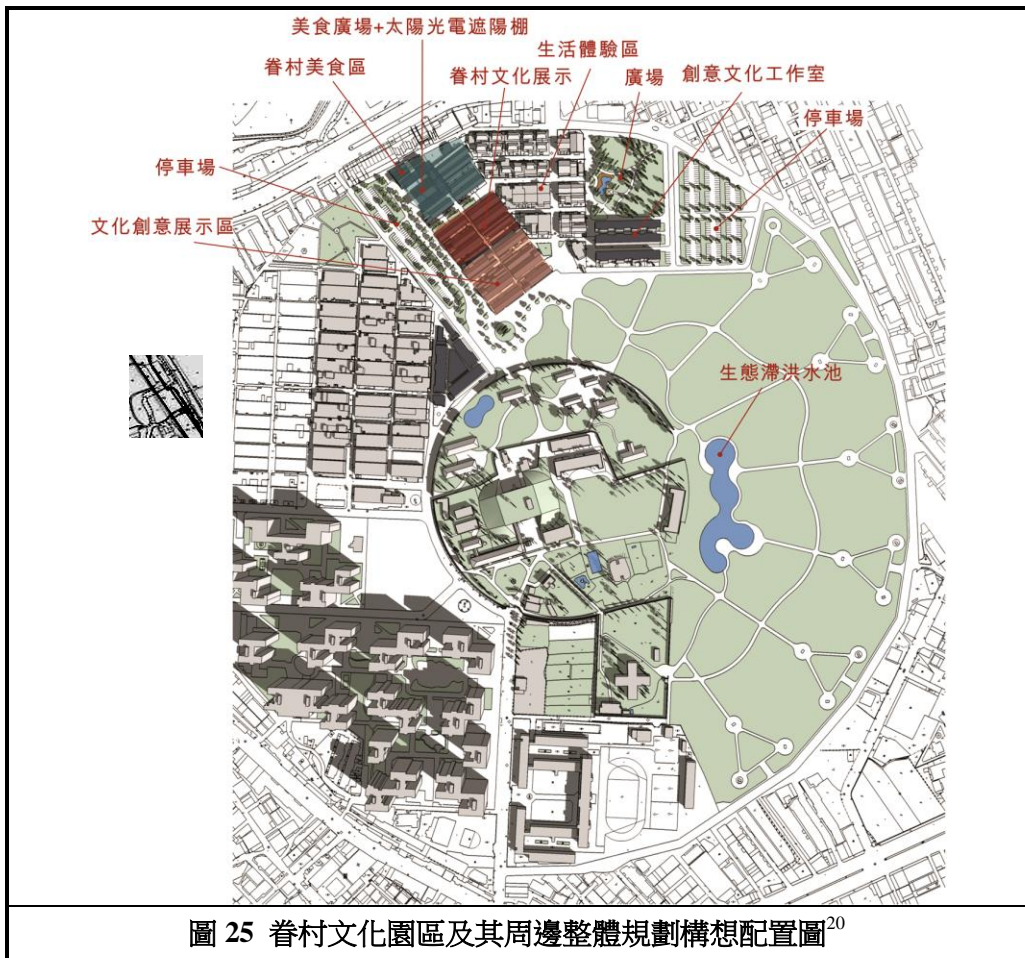 美食廣場+太陽光電遮陽棚
生活體驗區
眷村美食區
眷村文化展示
廣場
創意文化工作室
停車場
停車場
文化創意展示區
生態滯洪水池
圖 25 眷村文化園區及其周邊整體規劃構想配置圖20